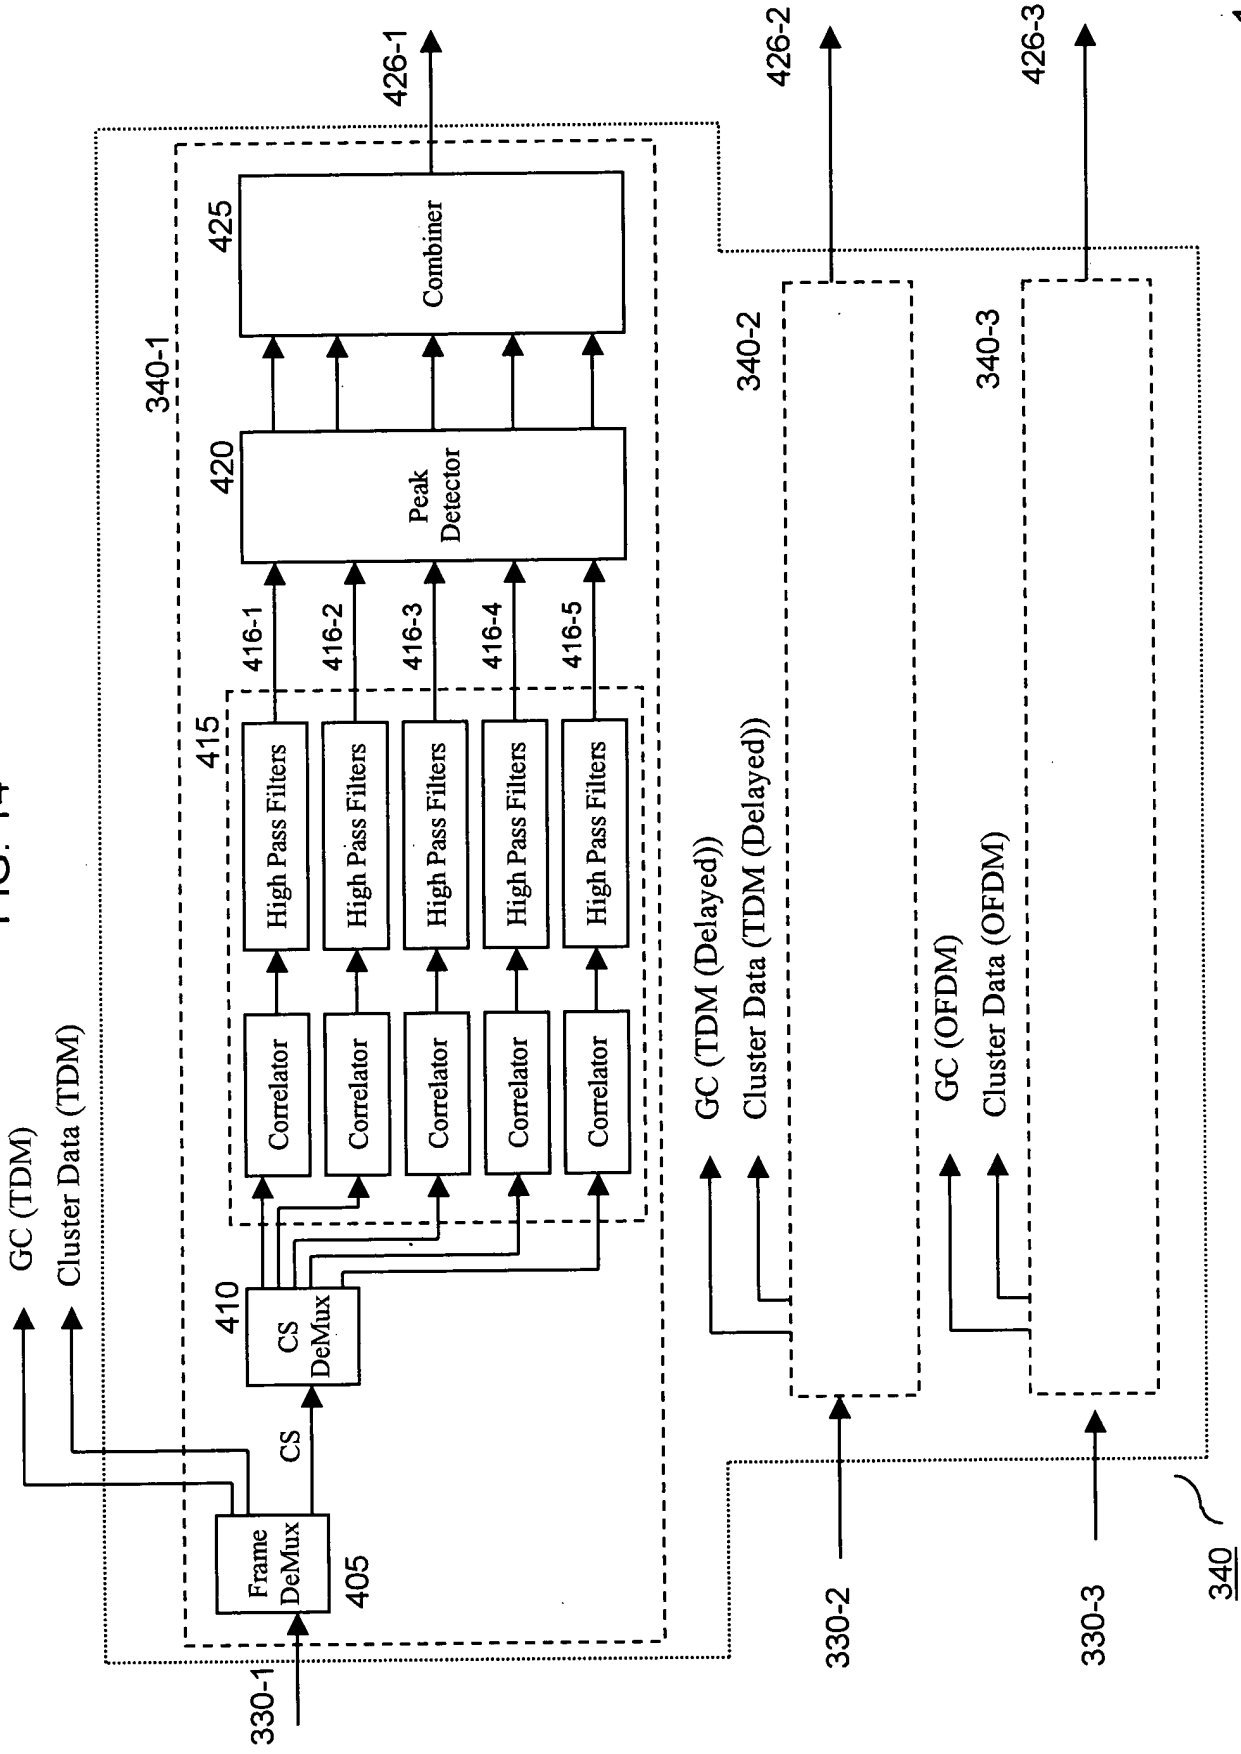 FIG. 14
GC (TDM)
Cluster Data (TDM)
330-1
Frame
DeMux
405
CS
410
CS
DeMux
415
Correlator
High Pass Filters
416-1
Correlator
High Pass Filters
416-2
Correlator
High Pass Filters
416-3
Correlator
High Pass Filters
416-4
Correlator
High Pass Filters
416-5
420
Peak
Detector
340-1
425
Combiner
426-1
GC (TDM (Delayed))
Cluster Data (TDM (Delayed))
330-2
340-2
426-2
GC (OFDM)
Cluster Data (OFDM)
330-3
340-3
426-3
340